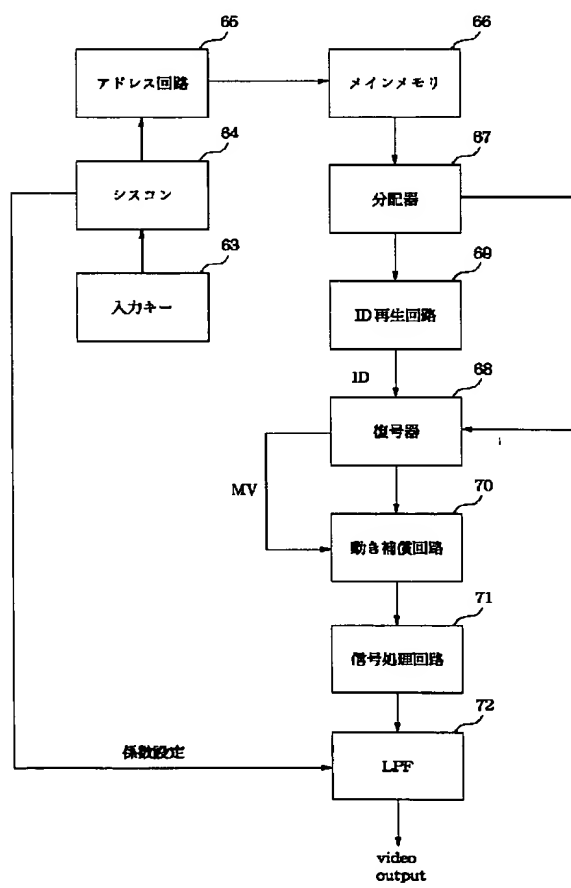 65
アドレス回路
66
メインメモリ
64
シスコン
67
分配器
63
入力キー
69
ID再生回路
ID
68
復号器
MV
70
動き補償回路
71
信号処理回路
係数設定
72
LPF
video
output